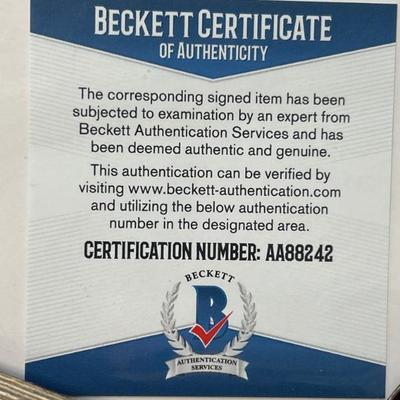 BECKETT CERTIFICATE
OF AUTHENTICITY
The corresponding signed item has been
subjected to examination by an expert from
Beckett Authentication Services and has
been deemed authentic and genuine.
This authentication can be verified by
visiting www.beckett-authentication.com
and utilizing the below authentication
number in the designated area.
CERTIFICATION NUMBER: AA88242
BECKETT
B
AUTHENTICATION
SERVICES